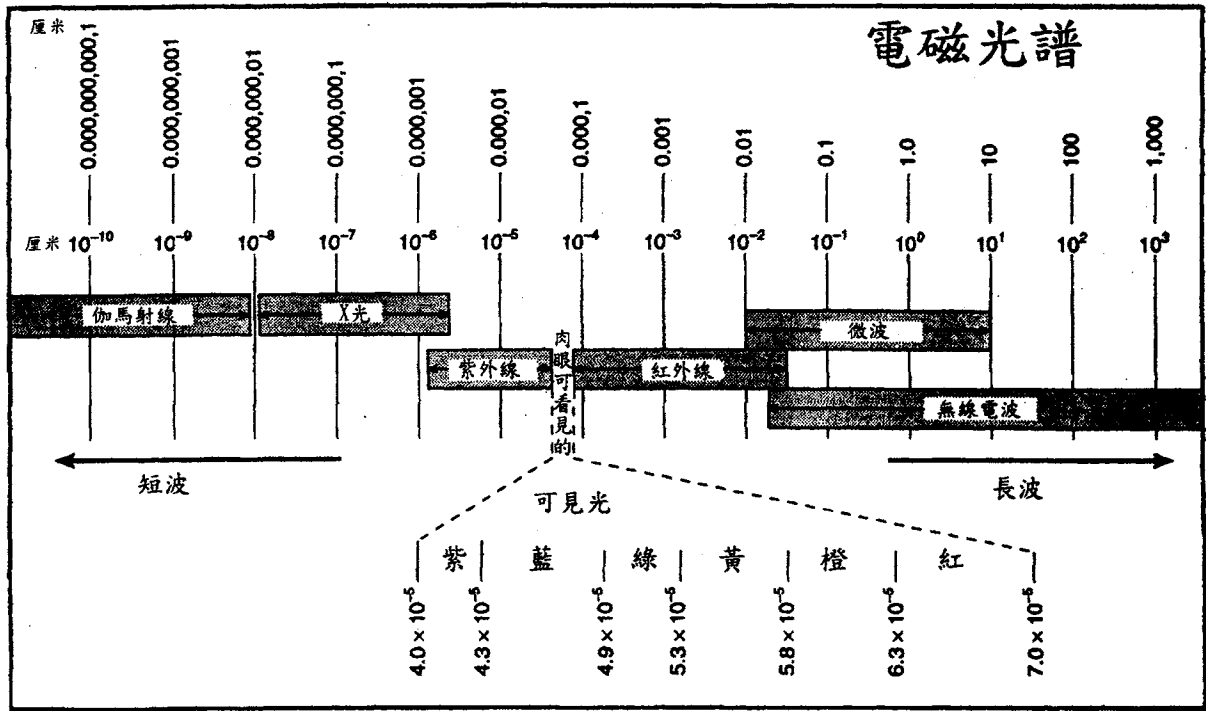 電磁光譜
厘米
0.000,000,000,1
0.000,000,001
0.000,000,01
0.000,000,1
0.000,001
0.000,01
0.000,1
0.001
0.01
0.1
1.0
10
100
1,000
厘米 10⁻¹⁰ 10⁻⁹ 10⁻⁸ 10⁻⁷ 10⁻⁶ 10⁻⁵ 10⁻⁴ 10⁻³ 10⁻² 10⁻¹ 10⁰ 10¹ 10² 10³
伽馬射線 X光
微波
紫外線
肉眼可看見的
紅外線
無線電波
短波
長波
可見光
紫 藍 綠 黃 橙 紅
4.0 × 10⁻⁵
4.3 × 10⁻⁵
4.9 × 10⁻⁵
5.3 × 10⁻⁵
5.8 × 10⁻⁵
6.3 × 10⁻⁵
7.0 × 10⁻⁵